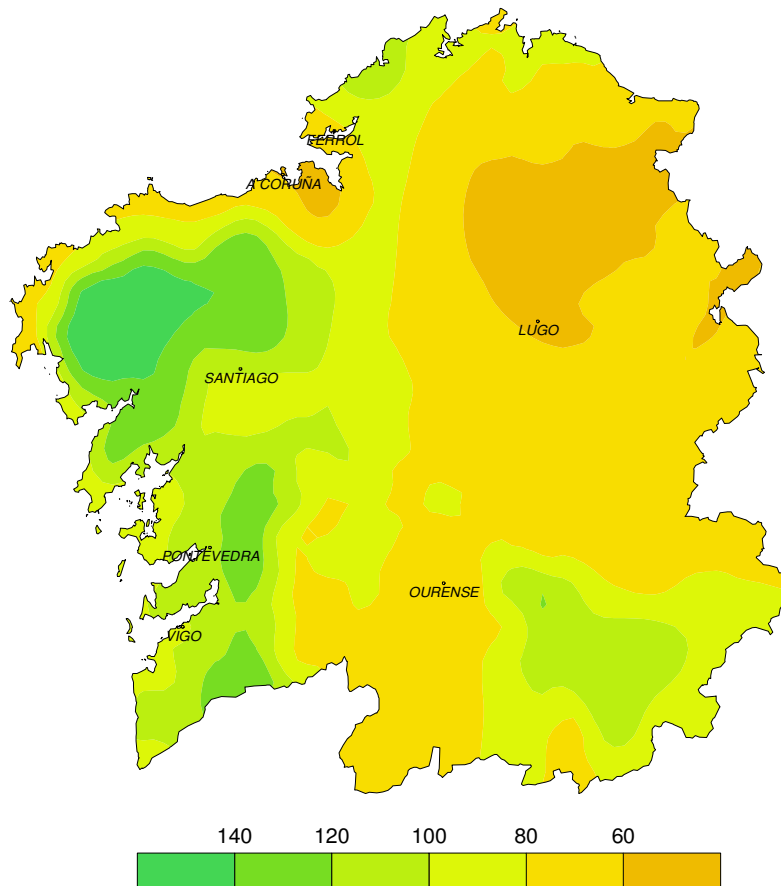 FERROL
A CORUÑA
LUGO
SANTIAGO
PONTEVEDRA
OURENSE
VIGO
140 120 100 80 60